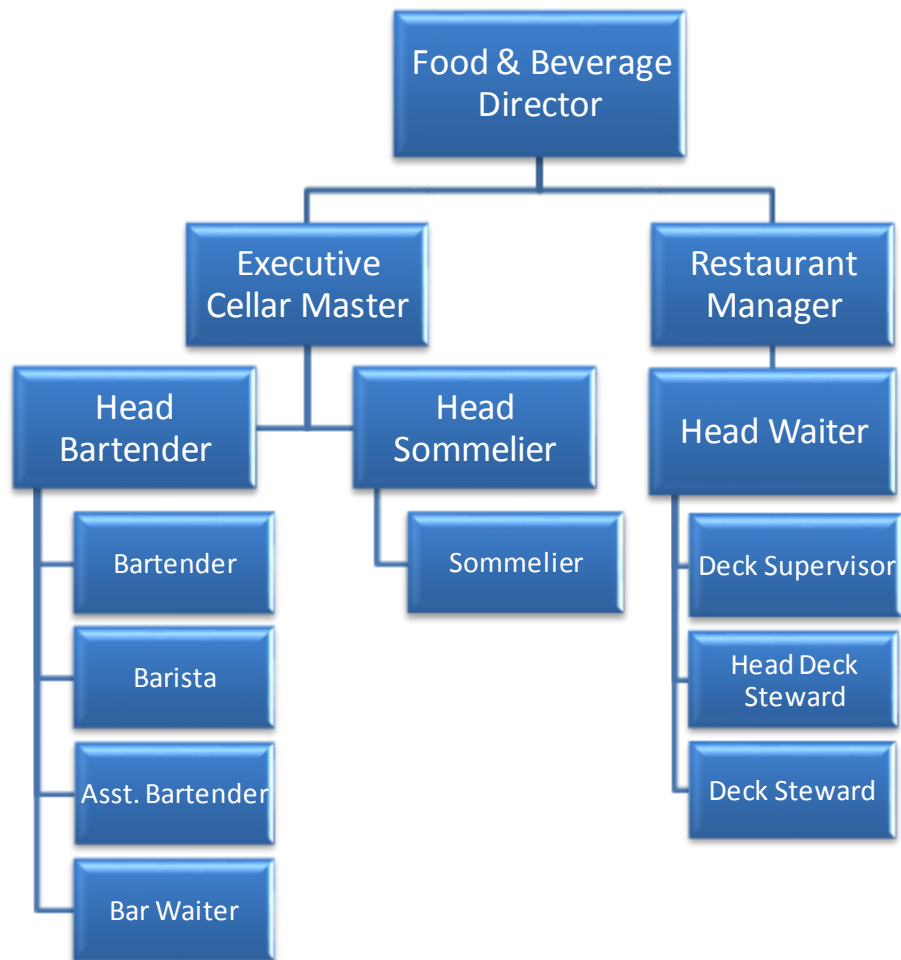 Food & Beverage
Director
Executive
Cellar Master
Restaurant
Manager
Head
Bartender
Head
Sommelier
Head Waiter
Bartender
Barista
Asst. Bartender
Bar Waiter
Sommelier
Deck Supervisor
Head Deck
Steward
Deck Steward